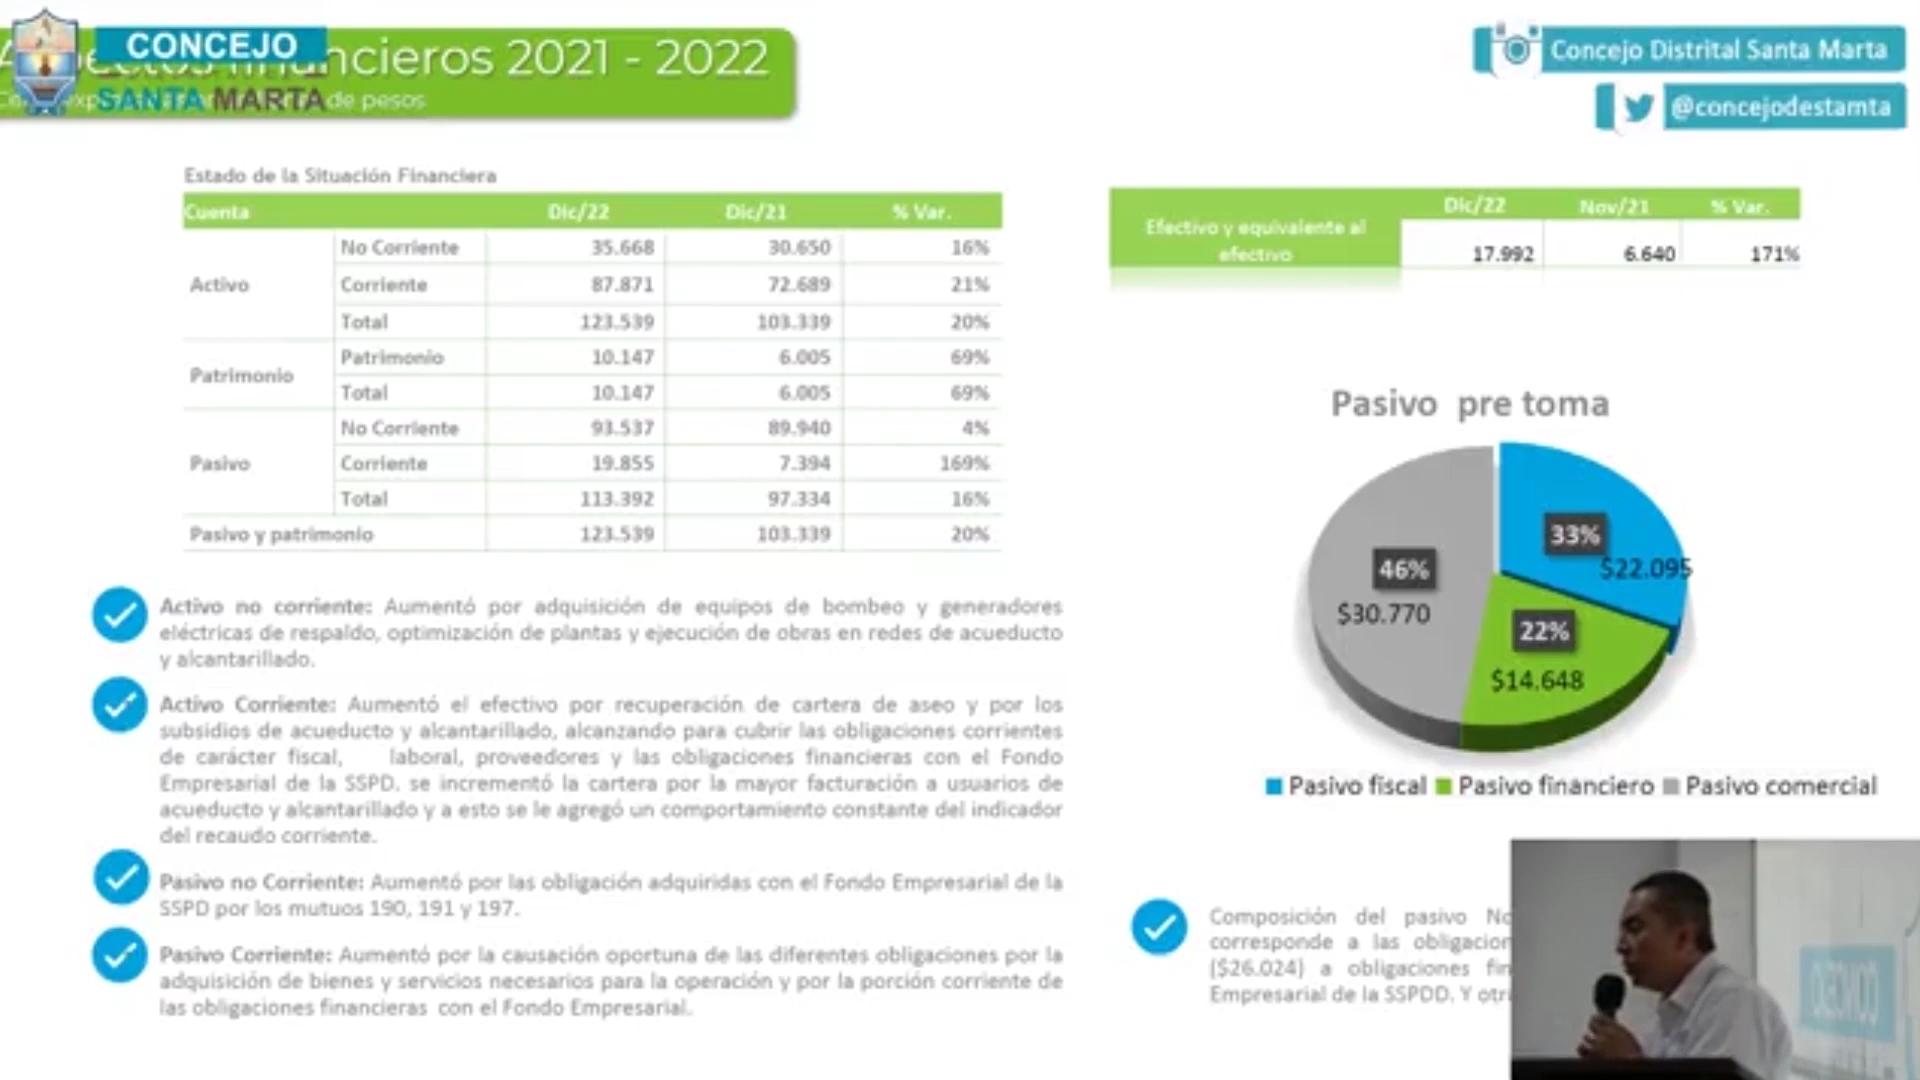 CONCEJO
SANTA MARTA
ncieros 2021 - 2022
de pesos
Concejo Distrital Santa Marta
@concejodestamta
Estado de la Situación Financiera
Cuenta Dic/22 Dic/21 % Var.
Activo
No Corriente 35.668 30.650 16%
Corriente 87.871 72.689 21%
Total 123.539 103.339 20%
Patrimonio
Patrimonio 10.147 6.005 69%
Total 10.147 6.005 69%
Pasivo
No Corriente 93.537 89.940 4%
Corriente 19.855 7.394 169%
Total 113.392 97.334 16%
Pasivo y patrimonio 123.539 103.339 20%
Efectivo y equivalente al
efectivo
Dic/22 Nov/21 % Var.
17.992 6.640 171%
Pasivo pre toma
33%
$22.095
46%
$30.770
22%
$14.648
Pasivo fiscal Pasivo financiero Pasivo comercial
Activo no corriente: Aumentó por adquisición de equipos de bombeo y generadores
eléctricas de respaldo, optimización de plantas y ejecución de obras en redes de acueducto
y alcantarillado.
Activo Corriente: Aumentó el efectivo por recuperación de cartera de aseo y por los
subsidios de acueducto y alcantarillado, alcanzando para cubrir las obligaciones corrientes
de carácter fiscal, laboral, proveedores y las obligaciones financieras con el Fondo
Empresarial de la SSPD. se incrementó la cartera por la mayor facturación a usuarios de
acueducto y alcantarillado y a esto se le agregó un comportamiento constante del indicador
del recaudo corriente.
Pasivo no Corriente: Aumentó por las obligación adquiridas con el Fondo Empresarial de la
SSPD por los mutuos 190, 191 y 197.
Pasivo Corriente: Aumentó por la causación oportuna de las diferentes obligaciones por la
adquisición de bienes y servicios necesarios para la operación y por la porción corriente de
las obligaciones financieras con el Fondo Empresarial.
Composición del pasivo No
corresponde a las obligacion
($26.024) a obligaciones fin
Empresarial de la SSPDD. Y otr